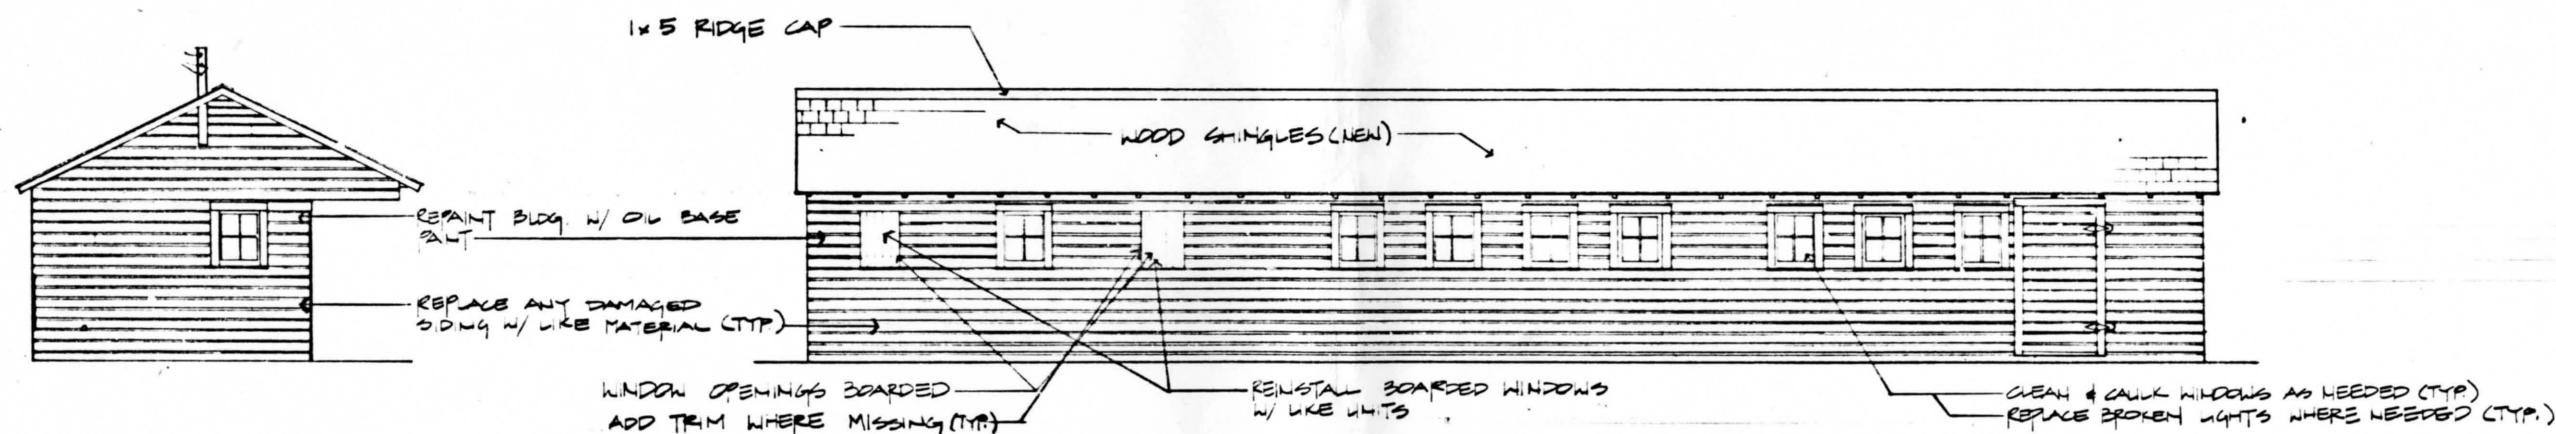 1x5 RIDGE CAP
WOOD SHINGLES (NEW)
REPAINT BLDG. W/ OIL BASE
PAINT
REPLACE ANY DAMAGED
SIDING W/ LIKE MATERIAL (TYP.)
WINDOW OPENINGS BOARDED
ADD TRIM WHERE MISSING (TYP.)
REINSTALL BOARDED WINDOWS
W/ LIKE UNITS
CLEAN & CAULK WINDOWS AS NEEDED (TYP.)
REPLACE BROKEN LIGHTS WHERE NEEDED (TYP.)